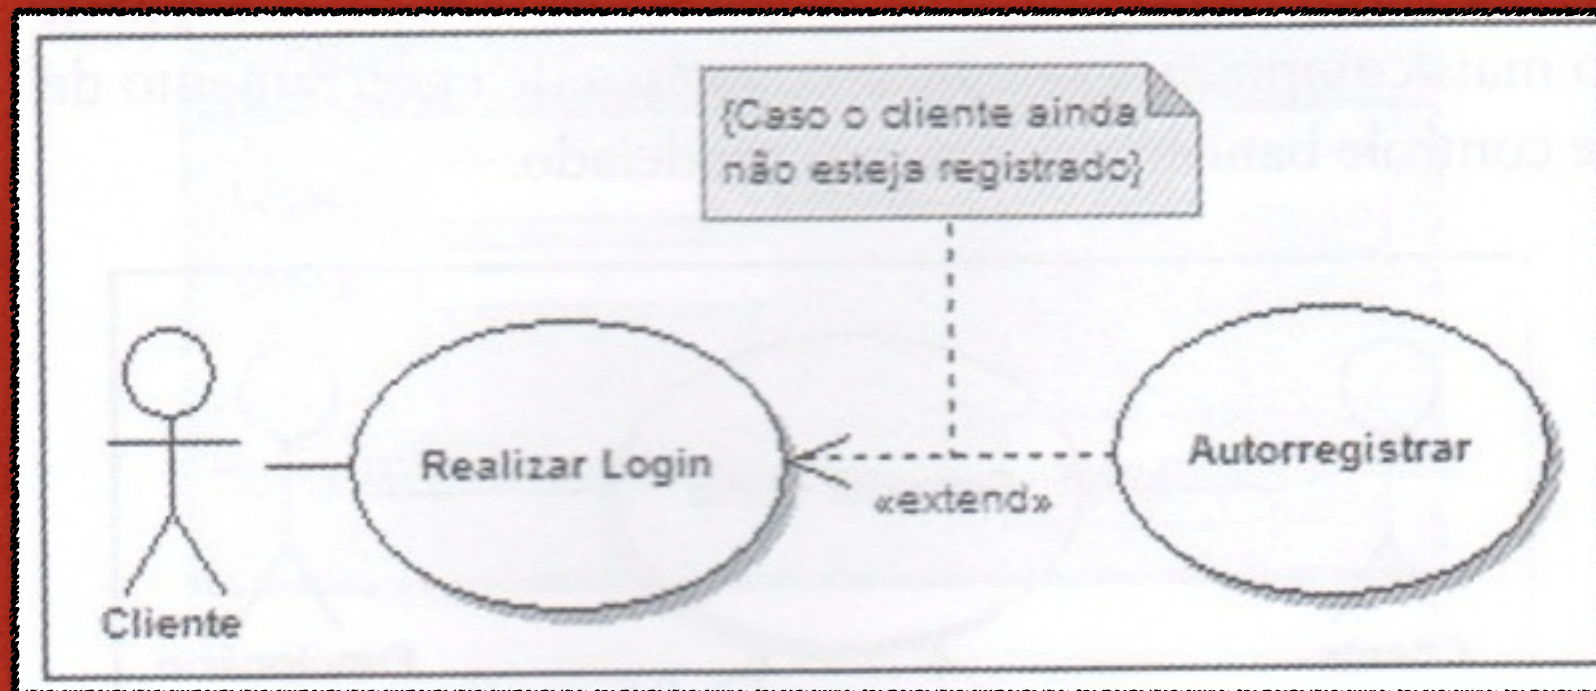 {Caso o cliente ainda
não esteja registrado}
Realizar Login
Autorregistrar
«extend»
Cliente